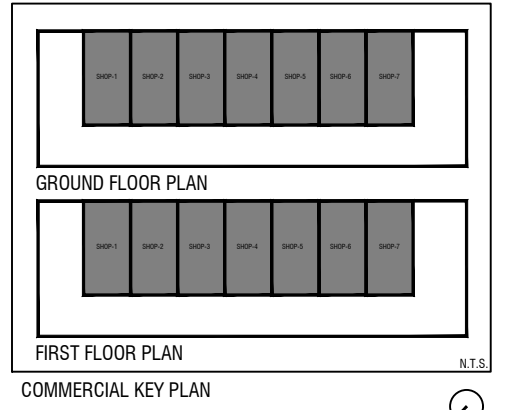 SHOP-1 SHOP-2 SHOP-3 SHOP-4 SHOP-5 SHOP-6 SHOP-7
GROUND FLOOR PLAN
SHOP-1 SHOP-2 SHOP-3 SHOP-4 SHOP-5 SHOP-6 SHOP-7
FIRST FLOOR PLAN
N.T.S.
COMMERCIAL KEY PLAN